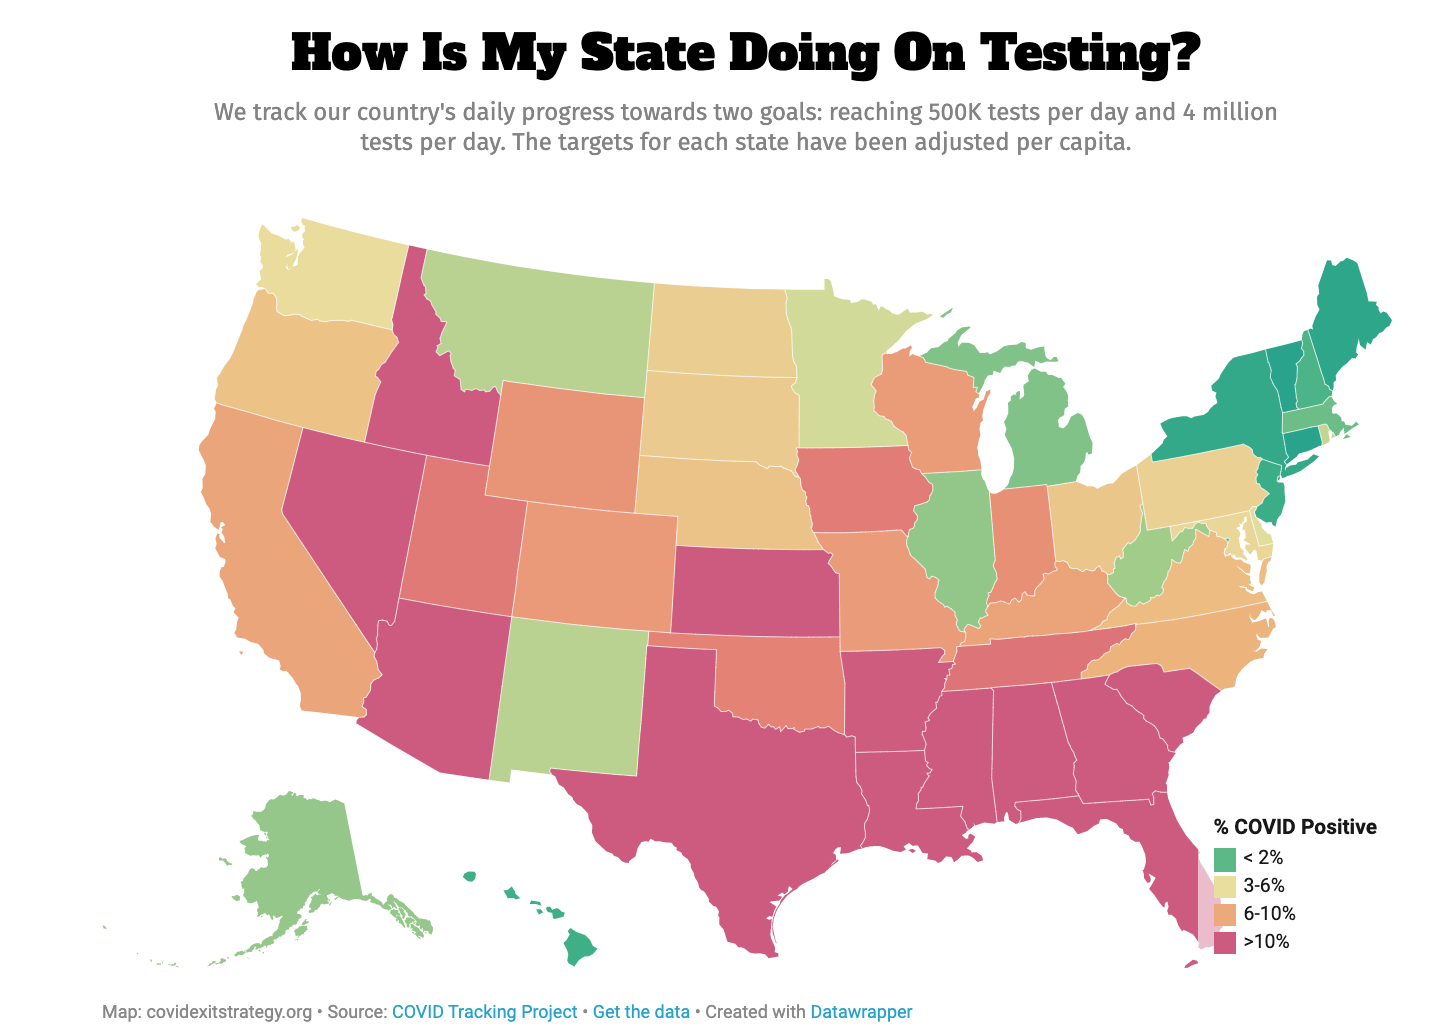 How Is My State Doing On Testing?
We track our country's daily progress towards two goals: reaching 500K tests per day and 4 million
tests per day. The targets for each state have been adjusted per capita.
% COVID Positive
< 2%
3-6%
6-10%
>10%
Map: covidexitstrategy.org • Source: COVID Tracking Project • Get the data • Created with Datawrapper